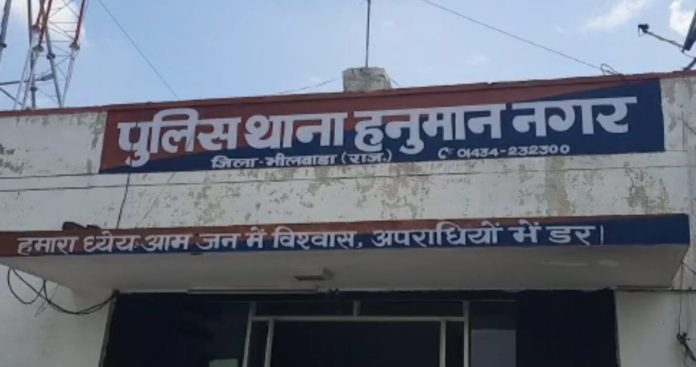 पुलिस थाना हनुमान नगर
जिला-भीलवाडा (राज.) 01434-232300
हमारा ध्येय: आम जन में विश्वास, अपराधियों में डर।